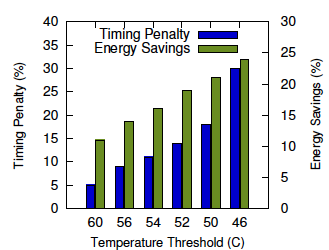 Timing Penalty
Energy Savings
Timing Penalty (%)
40
35
30
25
20
15
10
5
0
30
25
20
15
10
5
0
Energy Savings (%)
60 56 54 52 50 46
Temperature Threshold (C)